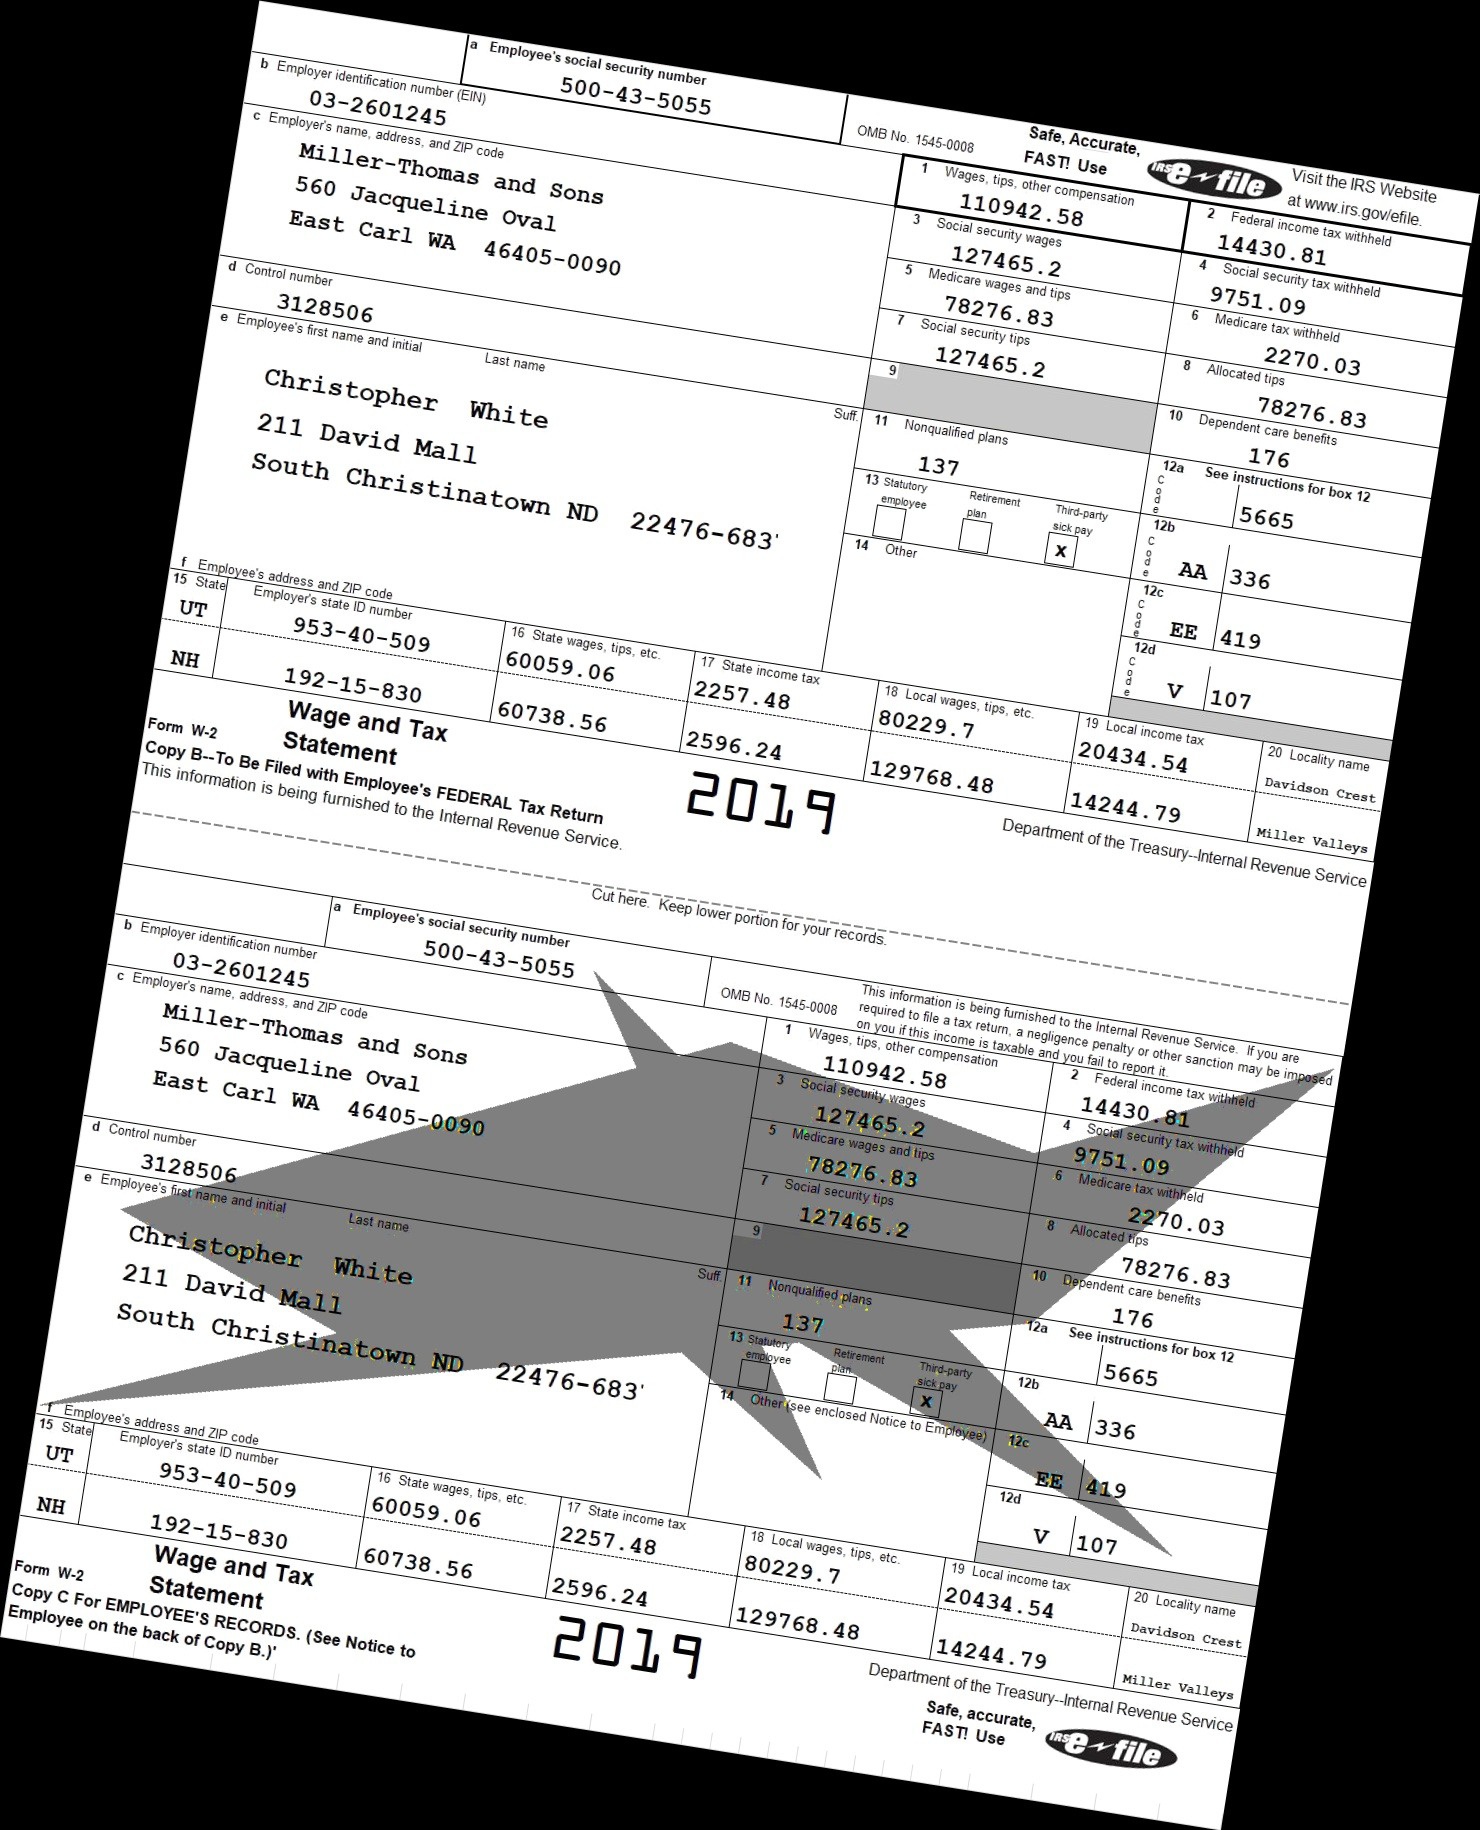 a Employee's social security number
500-43-5055
OMB No. 1545-0008
Safe, Accurate,
FAST! Use
IRS e-file
Visit the IRS Website
at www.irs.gov/efile.
b Employer identification number (EIN)
03-2601245
c Employer's name, address, and ZIP code
Miller-Thomas and Sons
560 Jacqueline Oval
East Carl WA 46405-0090
1 Wages, tips, other compensation
110942.58
2 Federal income tax withheld
14430.81
3 Social security wages
127465.2
4 Social security tax withheld
9751.09
5 Medicare wages and tips
78276.83
6 Medicare tax withheld
2270.03
d Control number
3128506
7 Social security tips
127465.2
8 Allocated tips
78276.83
e Employee's first name and initial Last name
Suff.
Christopher White
211 David Mall
South Christinatown ND 22476-683
9
10 Dependent care benefits
176
11 Nonqualified plans
137
12a See instructions for box 12
Code
5665
13 Statutory employee
Retirement plan
Third-party sick pay
x
12b
Code
AA 336
14 Other
12c
Code
EE 419
12d
Code
V 107
f Employee's address and ZIP code
15 State Employer's state ID number
16 State wages, tips, etc.
17 State income tax
18 Local wages, tips, etc.
19 Local income tax
20 Locality name
UT 953-40-509 60059.06 2257.48 80229.7 20434.54 Davidson Crest
NH 192-15-830 60738.56 2596.24 129768.48 14244.79 Miller Valleys
Form W-2
Wage and Tax
Statement
2019
Department of the Treasury--Internal Revenue Service
Copy B--To Be Filed with Employee's FEDERAL Tax Return
This information is being furnished to the Internal Revenue Service.
Cut here. Keep lower portion for your records.
a Employee's social security number
500-43-5055
OMB No. 1545-0008
This information is being furnished to the Internal Revenue Service. If you are
required to file a tax return, a negligence penalty or other sanction may be imposed
on you if this income is taxable and you fail to report it.
b Employer identification number
03-2601245
c Employer's name, address, and ZIP code
Miller-Thomas and Sons
560 Jacqueline Oval
East Carl WA 46405-0090
1 Wages, tips, other compensation
110942.58
2 Federal income tax withheld
14430.81
3 Social security wages
127465.2
4 Social security tax withheld
9751.09
5 Medicare wages and tips
78276.83
6 Medicare tax withheld
2270.03
d Control number
3128506
7 Social security tips
127465.2
8 Allocated tips
78276.83
e Employee's first name and initial Last name
Suff.
Christopher White
211 David Mall
South Christinatown ND 22476-683
9
10 Dependent care benefits
176
11 Nonqualified plans
137
12a See instructions for box 12
5665
13 Statutory employee
Retirement plan
Third-party sick pay
x
12b
AA 336
14 Other (see enclosed Notice to Employee)
12c
EE 419
12d
V 107
f Employee's address and ZIP code
15 State Employer's state ID number
16 State wages, tips, etc.
17 State income tax
18 Local wages, tips, etc.
19 Local income tax
20 Locality name
UT 953-40-509 60059.06 2257.48 80229.7 20434.54 Davidson Crest
NH 192-15-830 60738.56 2596.24 129768.48 14244.79 Miller Valleys
Form W-2
Wage and Tax
Statement
2019
Department of the Treasury--Internal Revenue Service
Copy C For EMPLOYEE'S RECORDS. (See Notice to
Employee on the back of Copy B.)'
Safe, accurate,
FAST! Use
IRS e-file